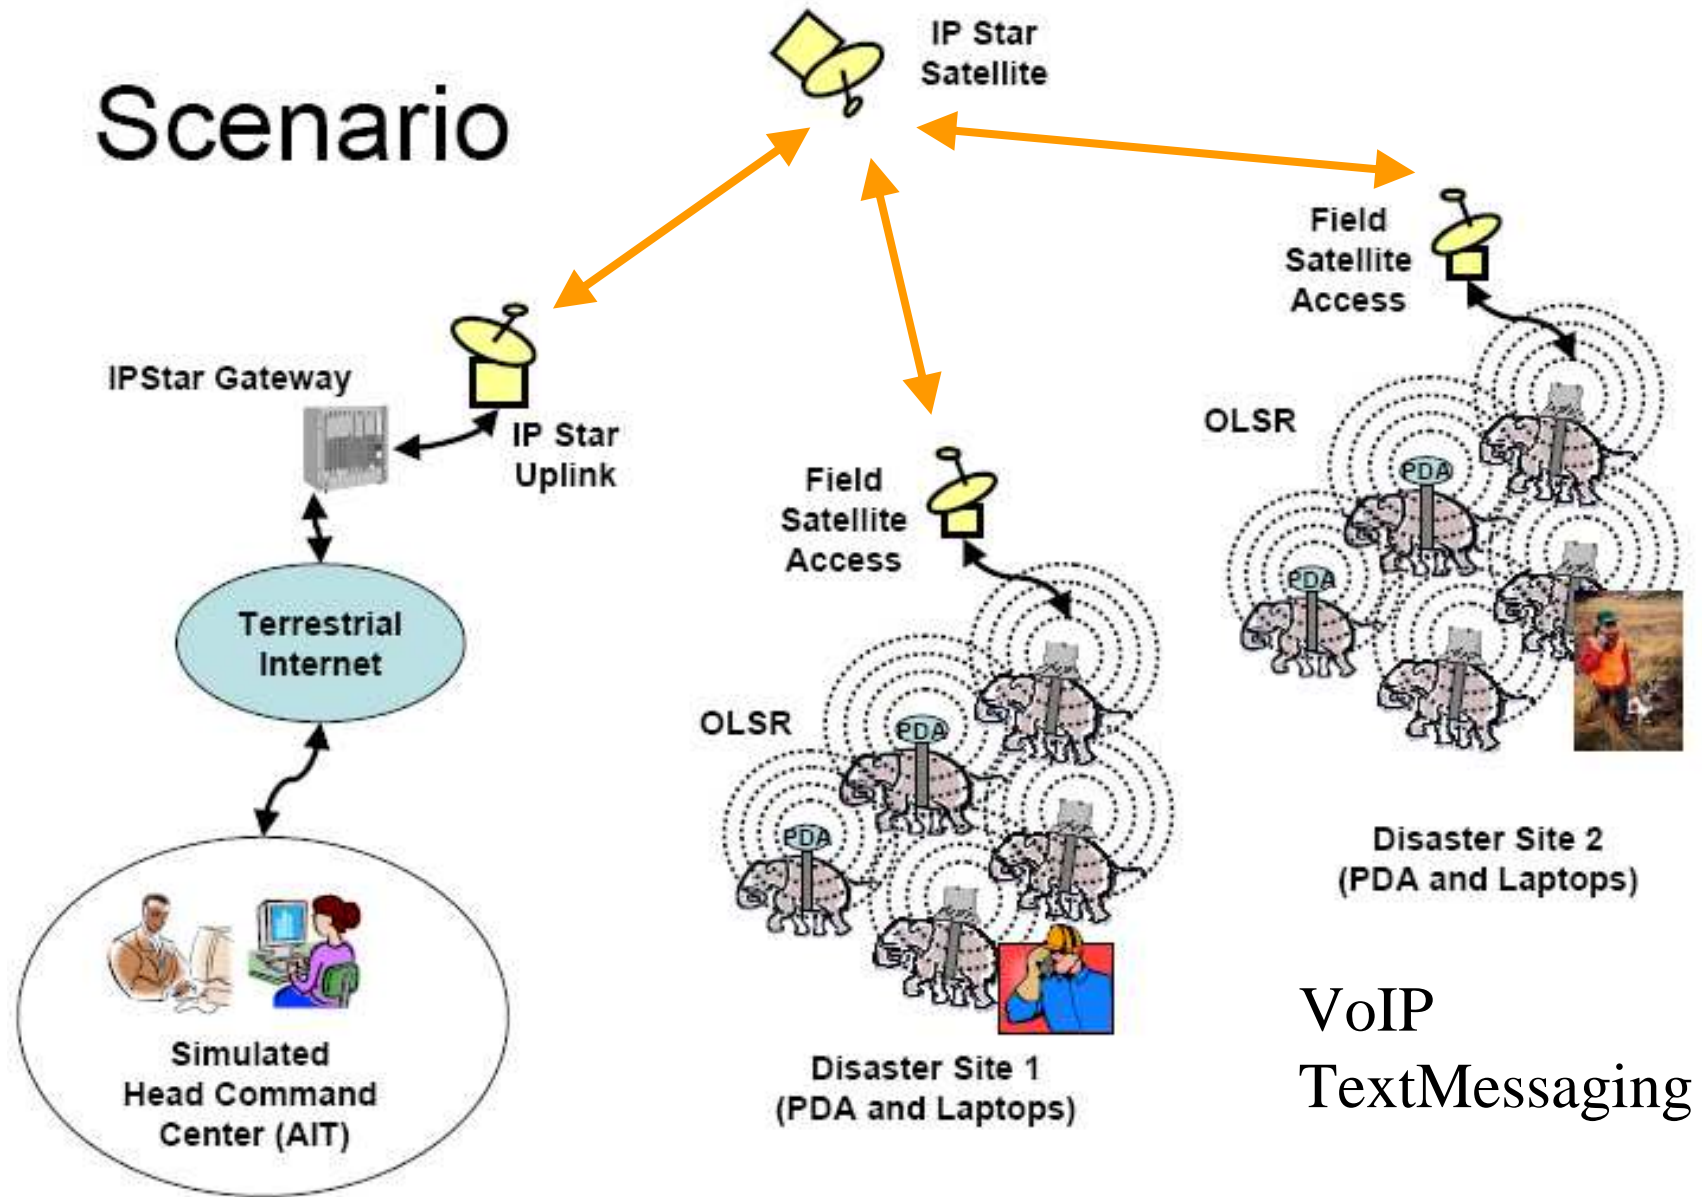 Scenario
IP Star
Satellite
Field
Satellite
Access
IPStar Gateway
IP Star
Uplink
OLSR
PDA
PDA
Field
Satellite
Access
Terrestrial
Internet
OLSR
PDA
PDA
Disaster Site 2
(PDA and Laptops)
VoIP
TextMessaging
Simulated
Head Command
Center (AIT)
Disaster Site 1
(PDA and Laptops)